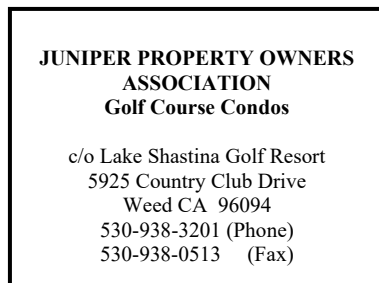 JUNIPER PROPERTY OWNERS
ASSOCIATION
Golf Course Condos
c/o Lake Shastina Golf Resort
5925 Country Club Drive
Weed CA  96094
530-938-3201 (Phone)
530-938-0513    (Fax)